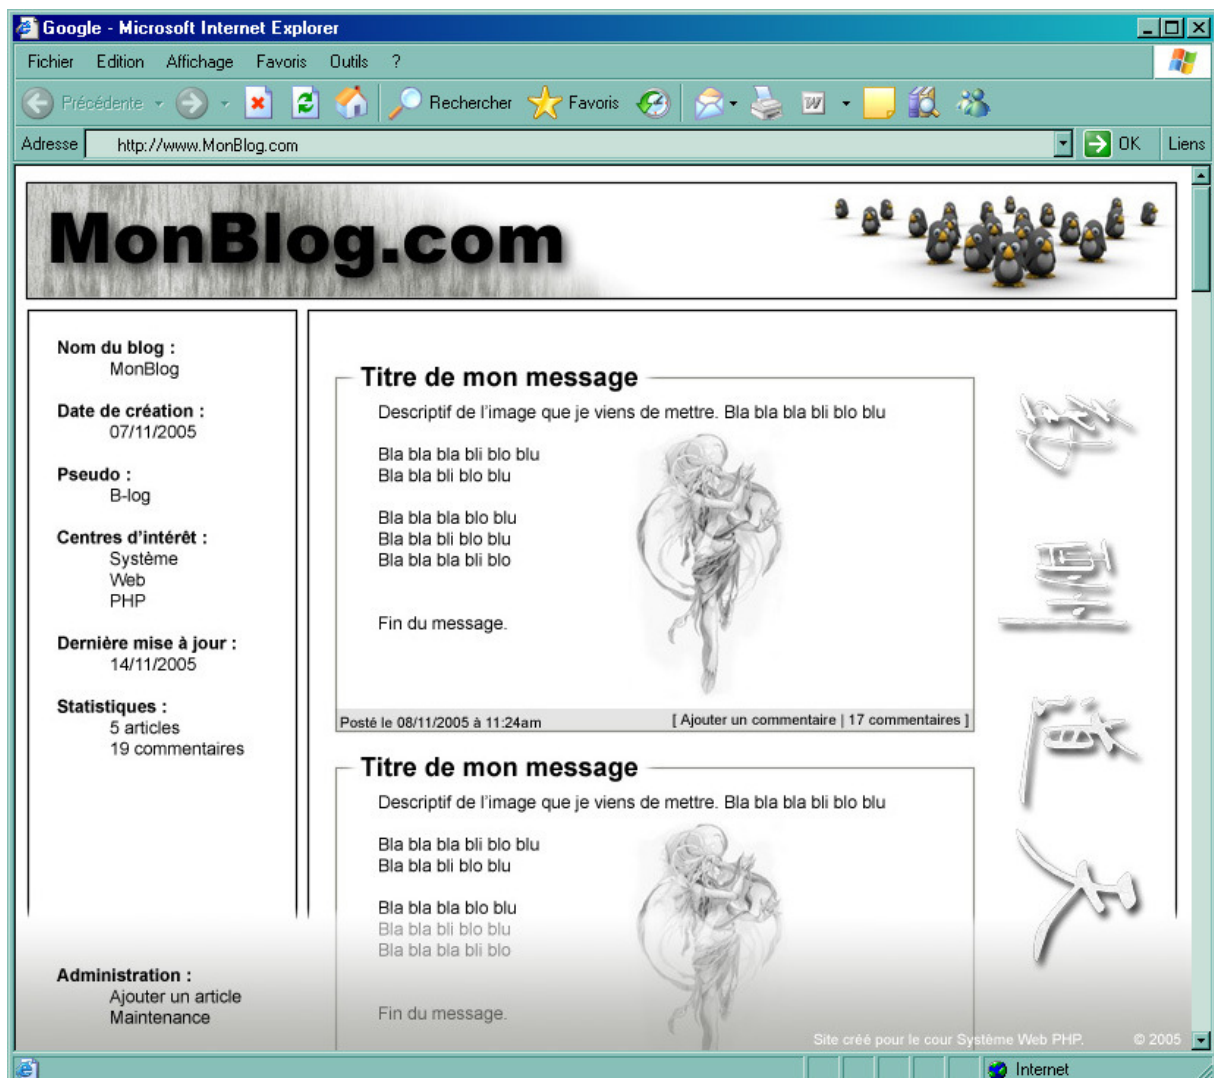 Google - Microsoft Internet Explorer
Fichier Edition Affichage Favoris Outils ?
Précédente Rechercher Favoris
Adresse http://www.MonBlog.com OK Liens
MonBlog.com
Nom du blog :
MonBlog
Date de création :
07/11/2005
Pseudo :
B-log
Centres d'intérêt :
Système
Web
PHP
Dernière mise à jour :
14/11/2005
Statistiques :
5 articles
19 commentaires
Administration :
Ajouter un article
Maintenance
Titre de mon message
Descriptif de l'image que je viens de mettre. Bla bla bla bli blo blu
Bla bla bla bli blo blu
Bla bla bli blo blu
Bla bla bla blo blu
Bla bla bli blo blu
Bla bla bla bli blo
Fin du message.
Posté le 08/11/2005 à 11:24am [ Ajouter un commentaire | 17 commentaires ]
Titre de mon message
Descriptif de l'image que je viens de mettre. Bla bla bla bli blo blu
Bla bla bla bli blo blu
Bla bla bli blo blu
Bla bla bla blo blu
Bla bla bli blo blu
Bla bla bla bli blo
Fin du message.
Site créé pour le cour Système Web PHP. © 2005
Internet